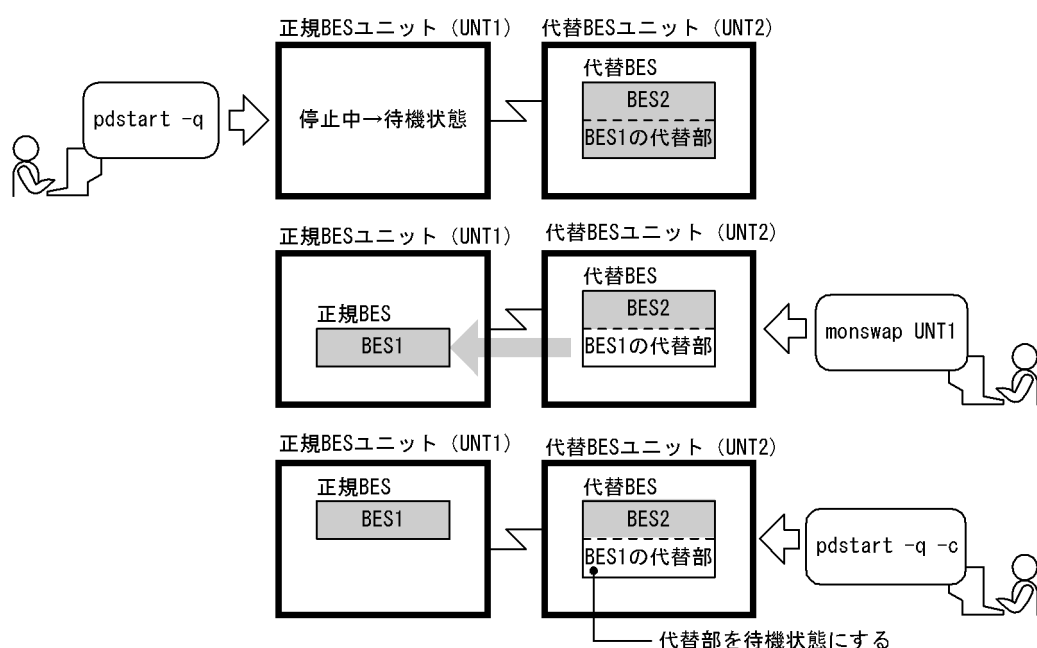 正規BESユニット（UNT1）
代替BESユニット（UNT2）
pdstart -q
停止中→待機状態
代替BES
BES2
BES1の代替部
正規BESユニット（UNT1）
代替BESユニット（UNT2）
正規BES
BES1
代替BES
BES2
BES1の代替部
monswap UNT1
正規BESユニット（UNT1）
代替BESユニット（UNT2）
正規BES
BES1
代替BES
BES2
BES1の代替部
pdstart -q -c
代替部を待機状態にする